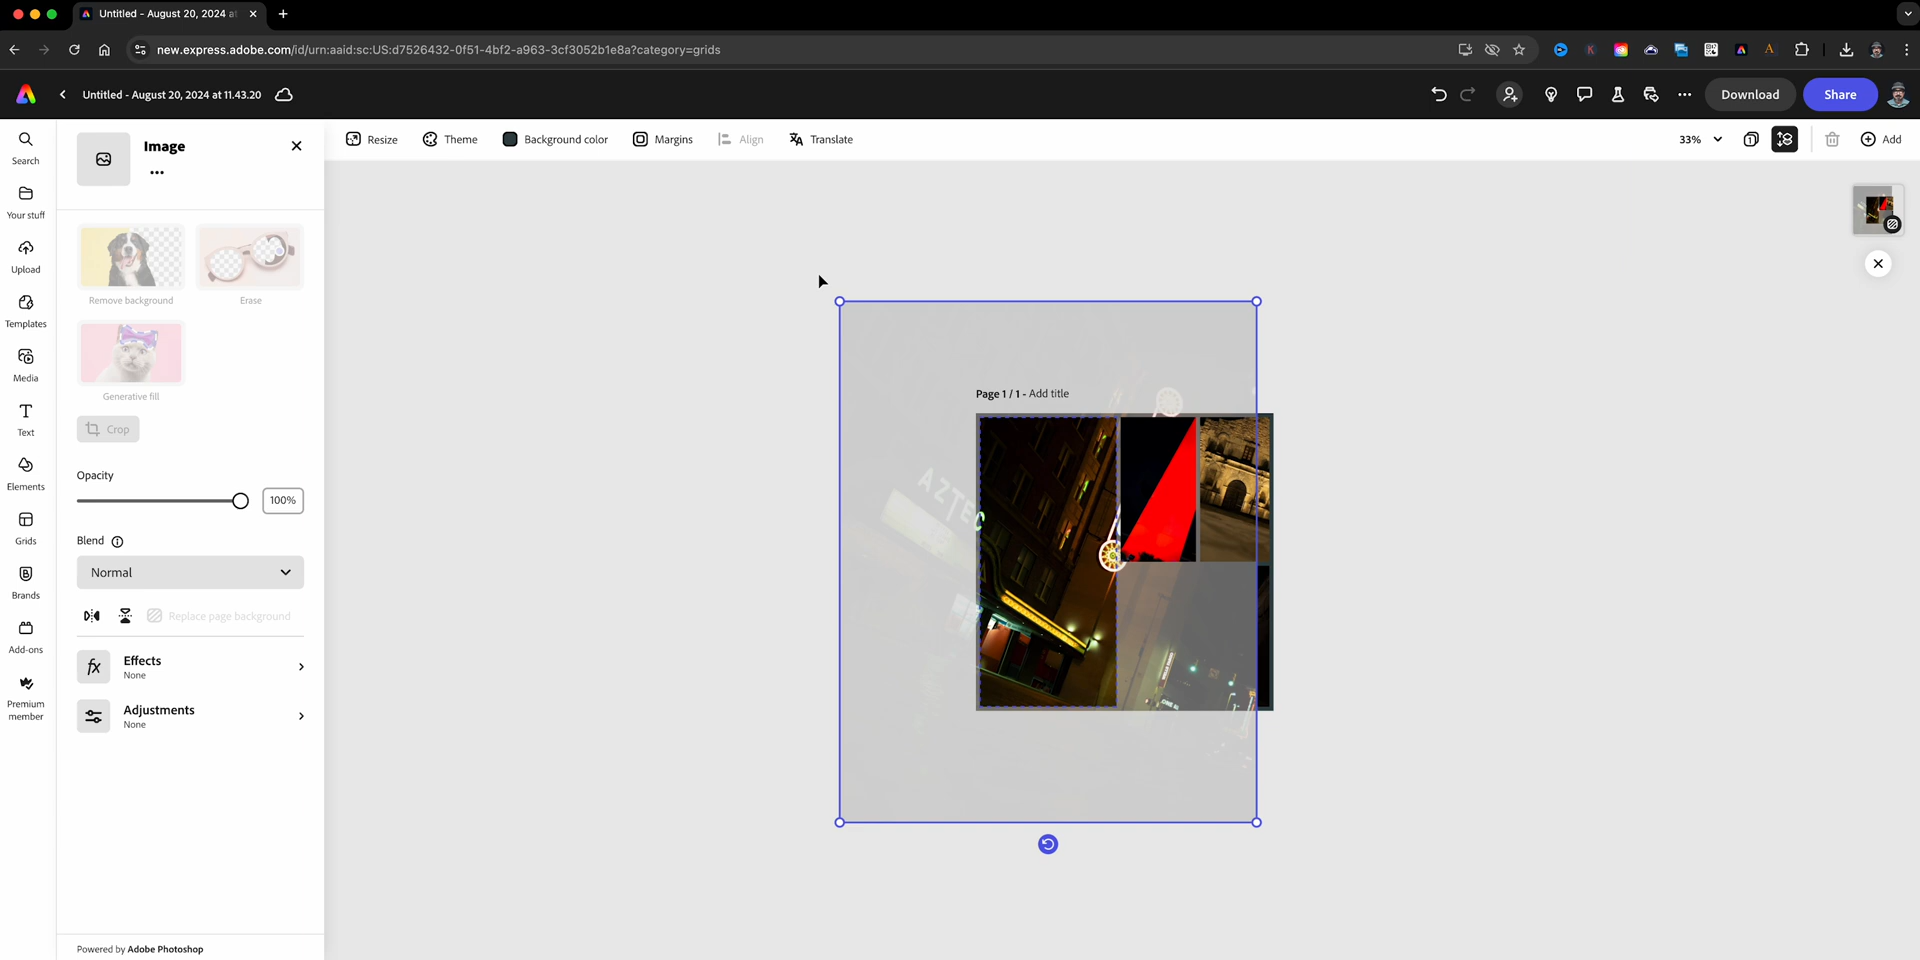 Untitled - August 20, 2024 at
new.express.adobe.com/id/urn:aaid:sc:US:d7526432-0f51-4bf2-a963-3cf3052b1e8a?category=grids
Untitled - August 20, 2024 at 11.43.20
Download
Share
Search
Your stuff
Upload
Templates
Media
Text
Elements
Grids
Brands
Add-ons
Premium
member
Image
Remove background
Erase
Generative fill
Crop
Opacity
100%
Blend
Normal
Replace page background
Effects
None
Adjustments
None
Powered by Adobe Photoshop
Resize
Theme
Background color
Margins
Align
Translate
33%
Add
Page 1 / 1 - Add title
AZTEC